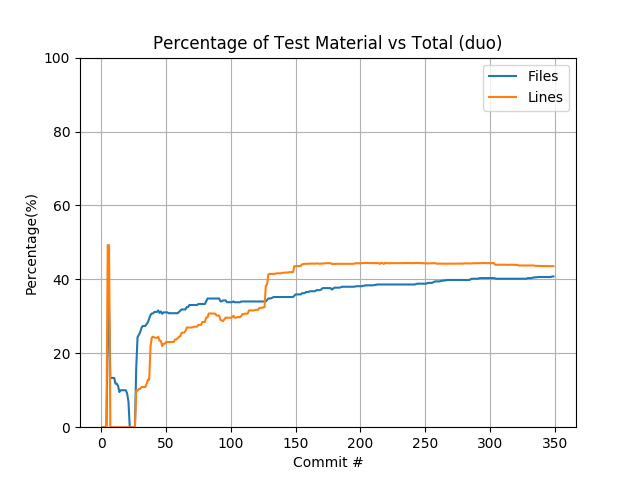 Percentage of Test Material vs Total (duo)
Files
Lines
100
80
60
40
20
0
Percentage(%)
0 50 100 150 200 250 300 350
Commit #